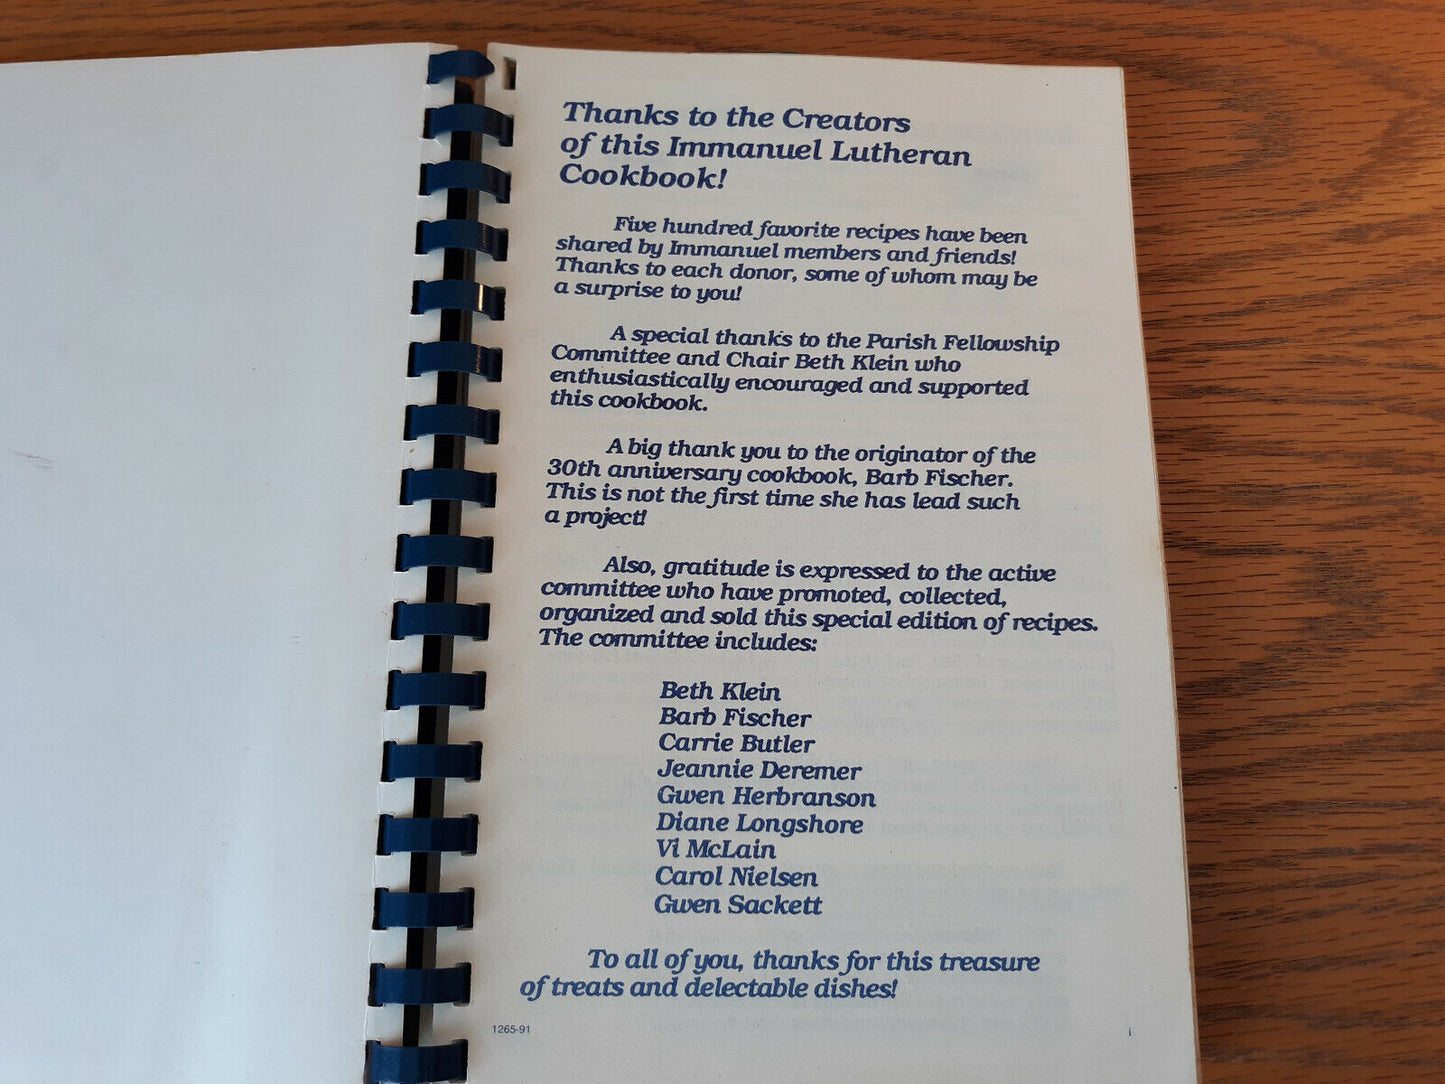 Thanks to the Creators
of this Immanuel Lutheran
Cookbook!
Five hundred favorite recipes have been
shared by Immanuel members and friends!
Thanks to each donor, some of whom may be
a surprise to you!
A special thanks to the Parish Fellowship
Committee and Chair Beth Klein who
enthusiastically encouraged and supported
this cookbook.
A big thank you to the originator of the
30th anniversary cookbook, Barb Fischer.
This is not the first time she has lead such
a project!
Also, gratitude is expressed to the active
committee who have promoted, collected,
organized and sold this special edition of recipes.
The committee includes:
Beth Klein
Barb Fischer
Carrie Butler
Jeannie Deremer
Gwen Herbranson
Diane Longshore
Vi McLain
Carol Nielsen
Gwen Sackett
To all of you, thanks for this treasure
of treats and delectable dishes!
1265-91
i